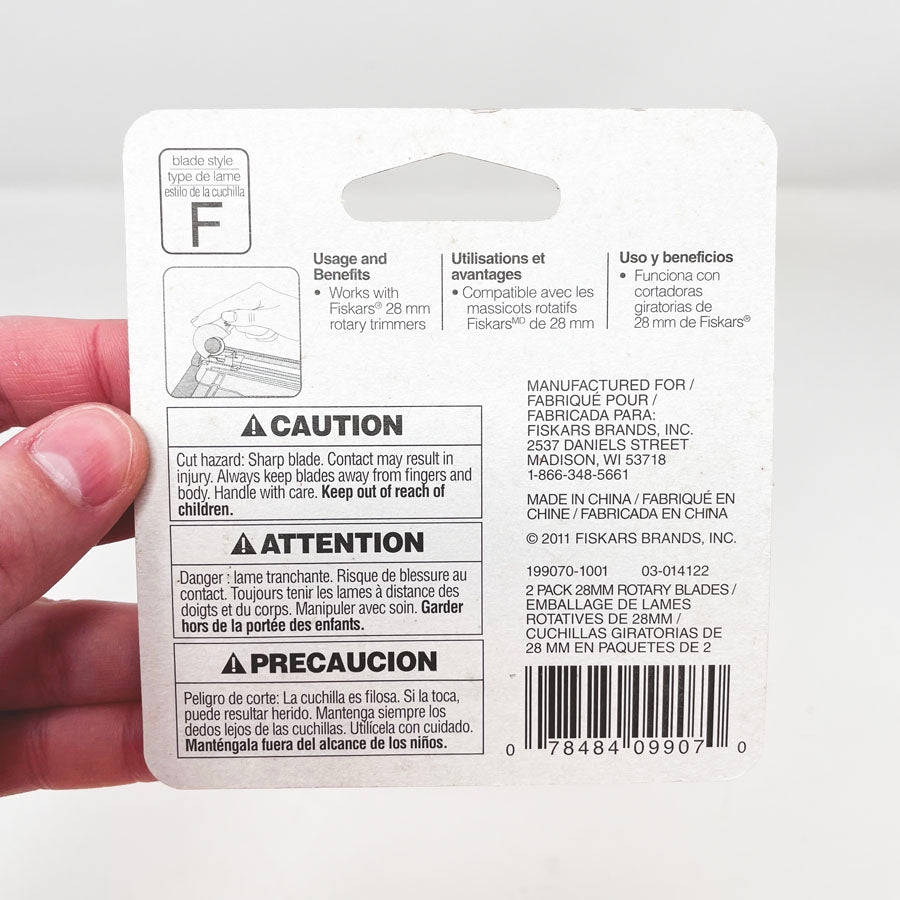 blade style
type de lame
estilo de la cuchilla
F
Usage and
Benefits
• Works with
Fiskars® 28 mm
rotary trimmers
Utilisations et
avantages
• Compatible avec les
massicots rotatifs
Fiskarsᴹᴰ de 28 mm
Uso y beneficios
• Funciona con
cortadoras
giratorias de
28 mm de Fiskars®
⚠CAUTION
Cut hazard: Sharp blade. Contact may result in
injury. Always keep blades away from fingers and
body. Handle with care. Keep out of reach of
children.
⚠ATTENTION
Danger : lame tranchante. Risque de blessure au
contact. Toujours tenir les lames à distance des
doigts et du corps. Manipuler avec soin. Garder
hors de la portée des enfants.
⚠PRECAUCION
Peligro de corte: La cuchilla es filosa. Si la toca,
puede resultar herido. Mantenga siempre los
dedos lejos de las cuchillas. Utilícela con cuidado.
Manténgala fuera del alcance de los niños.
MANUFACTURED FOR /
FABRIQUÉ POUR /
FABRICADA PARA:
FISKARS BRANDS, INC.
2537 DANIELS STREET
MADISON, WI 53718
1-866-348-5661
MADE IN CHINA / FABRIQUÉ EN
CHINE / FABRICADA EN CHINA
© 2011 FISKARS BRANDS, INC.
199070-1001 03-014122
2 PACK 28MM ROTARY BLADES /
EMBALLAGE DE LAMES
ROTATIVES DE 28MM /
CUCHILLAS GIRATORIAS DE
28 MM EN PAQUETES DE 2
0 78484 09907 0